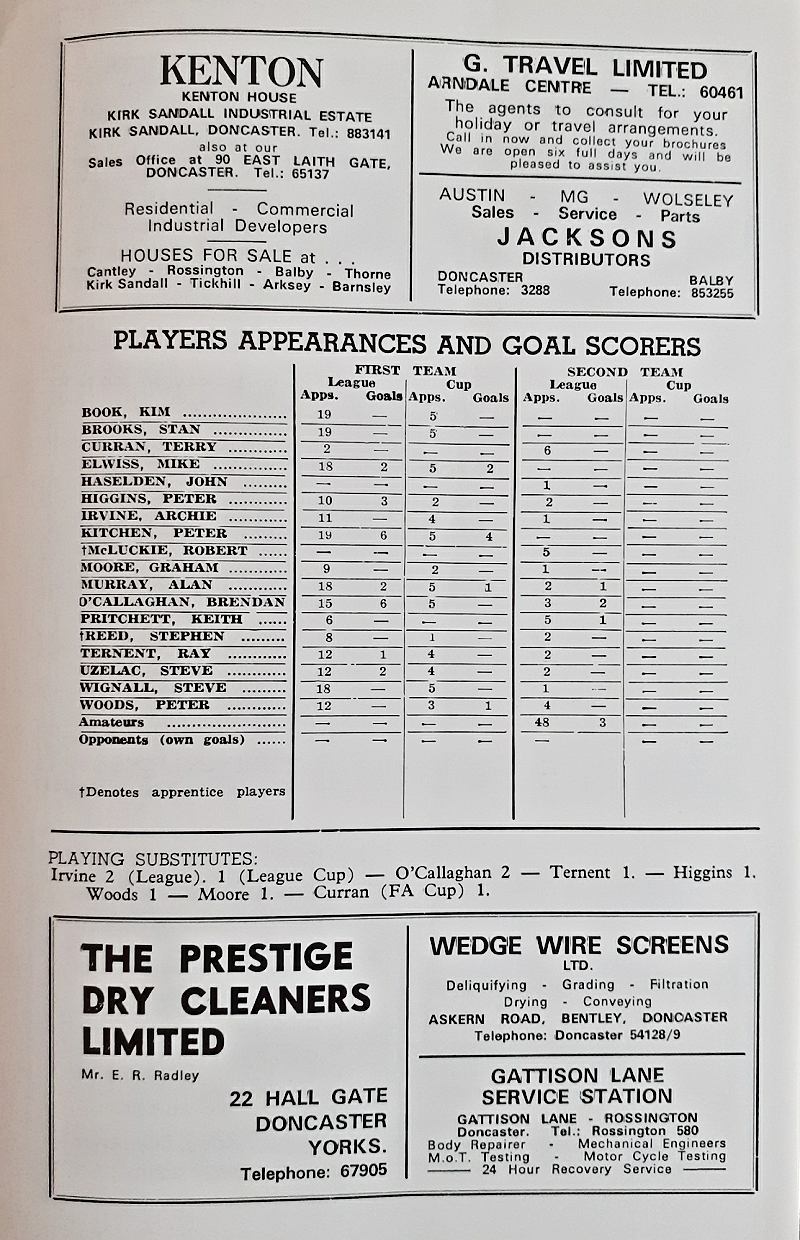 KENTON
KENTON HOUSE
KIRK SANDALL INDUSTRIAL ESTATE
KIRK SANDALL, DONCASTER. Tel.: 883141
also at our
Sales Office at 90 EAST LAITH GATE,
DONCASTER. Tel.: 65137
Residential - Commercial
Industrial Developers
HOUSES FOR SALE at . . .
Cantley - Rossington - Balby - Thorne
Kirk Sandall - Tickhill - Arksey - Barnsley
G. TRAVEL LIMITED
ARNDALE CENTRE — TEL.: 60461
The agents to consult for your
holiday or travel arrangements.
Call in now and collect your brochures
We are open six full days and will be
pleased to assist you.
AUSTIN - MG - WOLSELEY
Sales - Service - Parts
JACKSONS
DISTRIBUTORS
DONCASTER BALBY
Telephone: 3288 Telephone: 853255
PLAYERS APPEARANCES AND GOAL SCORERS
FIRST TEAM SECOND TEAM
League Cup League Cup
Apps. Goals Apps. Goals Apps. Goals Apps. Goals
BOOK, KIM ..................... 19 — 5 — — — — —
BROOKS, STAN .............. 19 — 5 — — — — —
CURRAN, TERRY ............ 2 — — — 6 — — —
ELWISS, MIKE ............... 18 2 5 2 — — — —
HASELDEN, JOHN ......... — — — — 1 — — —
HIGGINS, PETER ............ 10 3 2 — 2 — — —
IRVINE, ARCHIE ............ 11 — 4 — 1 — — —
KITCHEN, PETER ........... 19 6 5 4 — — — —
†McLUCKIE, ROBERT ...... — — — — 5 — — —
MOORE, GRAHAM ............ 9 — 2 — 1 — — —
MURRAY, ALAN ............... 18 2 5 1 2 1 — —
O'CALLAGHAN, BRENDAN 15 6 5 — 3 2 — —
PRITCHETT, KEITH ...... 6 — — — 5 1 — —
†REED, STEPHEN ......... 8 — 1 — 2 — — —
TERNENT, RAY ............... 12 1 4 — 2 — — —
UZELAC, STEVE ............ 12 2 4 — 2 — — —
WIGNALL, STEVE ............ 18 — 5 — 1 — — —
WOODS, PETER ............... 12 — 3 1 4 — — —
Amateurs ........................ — — — — 48 3 — —
Opponents (own goals) ...... — — — — — — —
†Denotes apprentice players
PLAYING SUBSTITUTES:
Irvine 2 (League). 1 (League Cup) — O'Callaghan 2 — Ternent 1. — Higgins 1.
Woods 1 — Moore 1. — Curran (FA Cup) 1.
THE PRESTIGE
DRY CLEANERS
LIMITED
Mr. E. R. Radley
22 HALL GATE
DONCASTER
YORKS.
Telephone: 67905
WEDGE WIRE SCREENS
LTD.
Deliquifying - Grading - Filtration
Drying - Conveying
ASKERN ROAD, BENTLEY, DONCASTER
Telephone: Doncaster 54128/9
GATTISON LANE
SERVICE STATION
GATTISON LANE - ROSSINGTON
Doncaster. Tel.: Rossington 580
Body Repairer - Mechanical Engineers
M.o.T. Testing - Motor Cycle Testing
—— 24 Hour Recovery Service ——